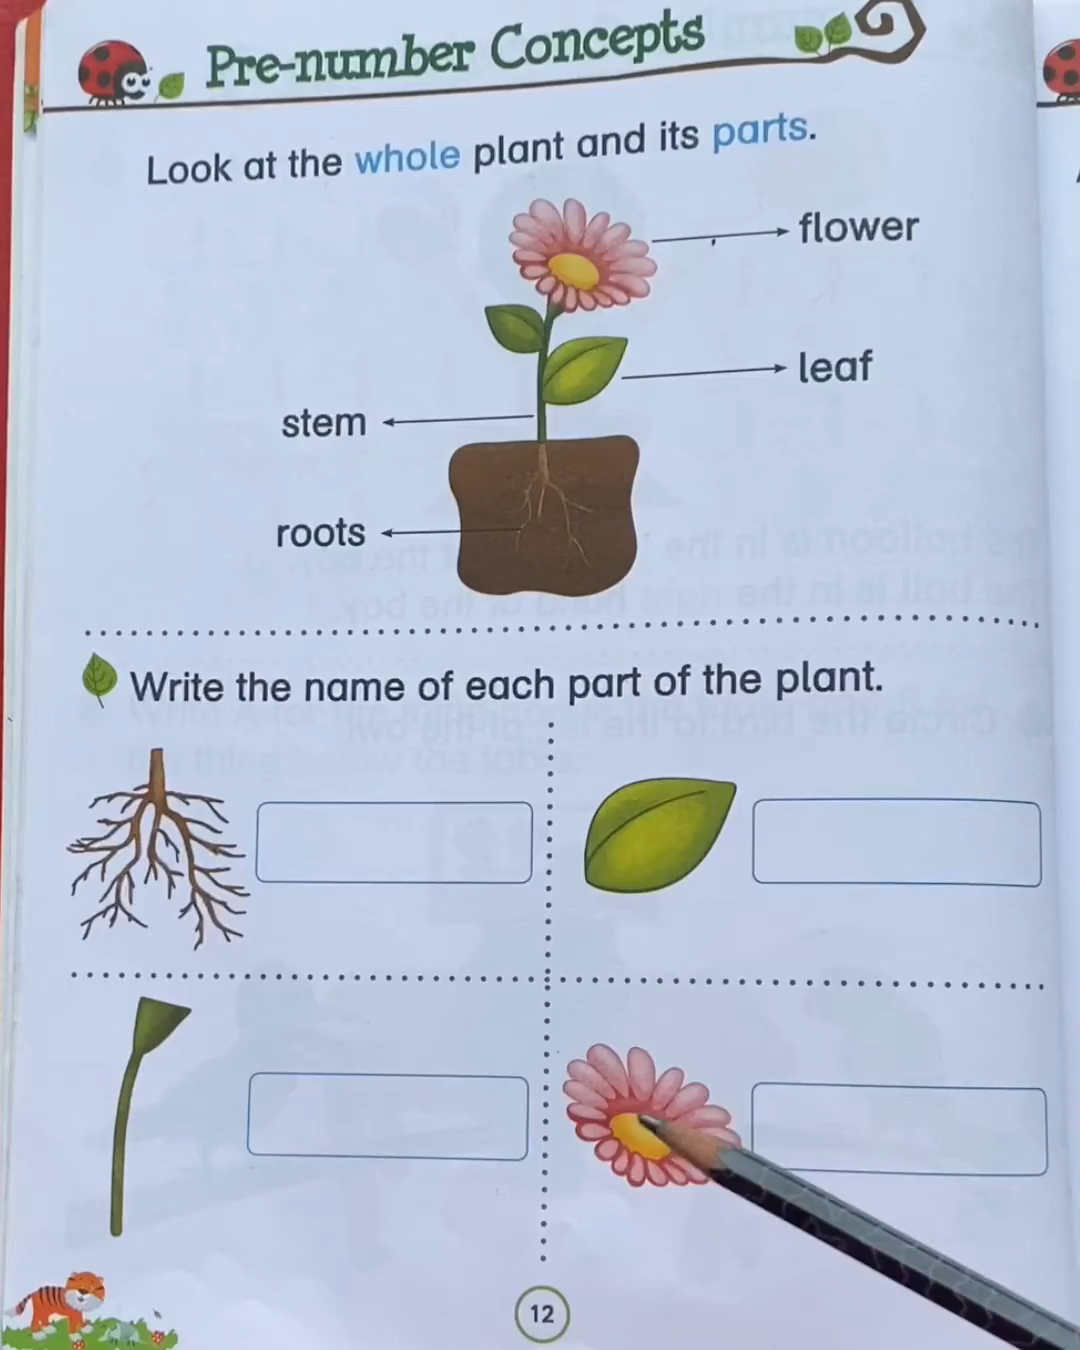 Pre-number Concepts
Look at the whole plant and its parts.
flower
leaf
stem
roots
Write the name of each part of the plant.
12